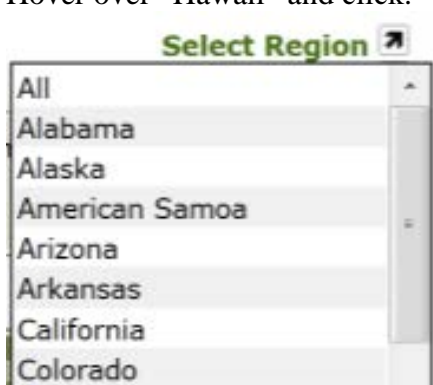 Hover over "Hawaii" and click.
Select Region
All
Alabama
Alaska
American Samoa
Arizona
Arkansas
California
Colorado